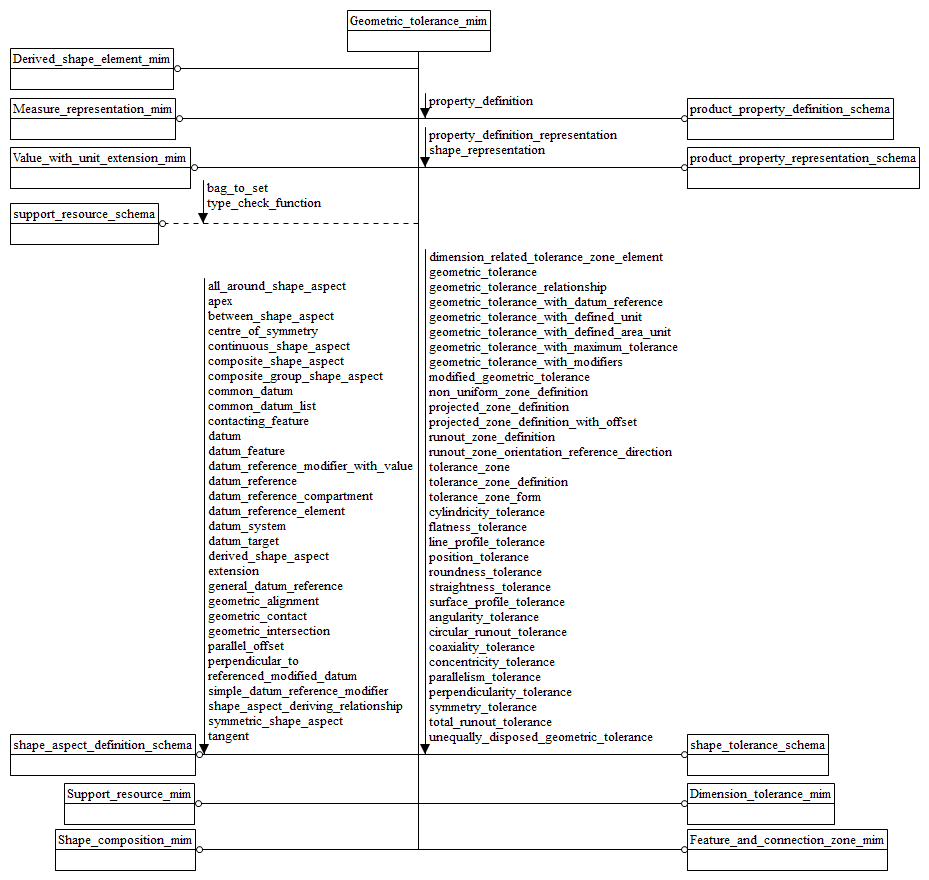 Geometric_tolerance_mim
Derived_shape_element_mim
Measure_representation_mim
property_definition
product_property_definition_schema
Value_with_unit_extension_mim
property_definition_representation
shape_representation
product_property_representation_schema
bag_to_set
type_check_function
support_resource_schema
all_around_shape_aspect
apex
between_shape_aspect
centre_of_symmetry
continuous_shape_aspect
composite_shape_aspect
composite_group_shape_aspect
common_datum
common_datum_list
contacting_feature
datum
datum_feature
datum_reference_modifier_with_value
datum_reference
datum_reference_compartment
datum_reference_element
datum_system
datum_target
derived_shape_aspect
extension
general_datum_reference
geometric_alignment
geometric_contact
geometric_intersection
parallel_offset
perpendicular_to
referenced_modified_datum
simple_datum_reference_modifier
shape_aspect_deriving_relationship
symmetric_shape_aspect
tangent
dimension_related_tolerance_zone_element
geometric_tolerance
geometric_tolerance_relationship
geometric_tolerance_with_datum_reference
geometric_tolerance_with_defined_unit
geometric_tolerance_with_defined_area_unit
geometric_tolerance_with_maximum_tolerance
geometric_tolerance_with_modifiers
modified_geometric_tolerance
non_uniform_zone_definition
projected_zone_definition
projected_zone_definition_with_offset
runout_zone_definition
runout_zone_orientation_reference_direction
tolerance_zone
tolerance_zone_definition
tolerance_zone_form
cylindricity_tolerance
flatness_tolerance
line_profile_tolerance
position_tolerance
roundness_tolerance
straightness_tolerance
surface_profile_tolerance
angularity_tolerance
circular_runout_tolerance
coaxiality_tolerance
concentricity_tolerance
parallelism_tolerance
perpendicularity_tolerance
symmetry_tolerance
total_runout_tolerance
unequally_disposed_geometric_tolerance
shape_aspect_definition_schema
shape_tolerance_schema
Support_resource_mim
Dimension_tolerance_mim
Shape_composition_mim
Feature_and_connection_zone_mim